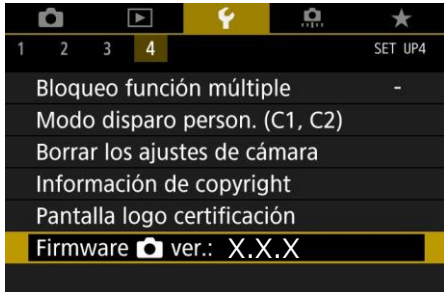 1 2 3 4 SET UP4
Bloqueo función múltiple -
Modo disparo person. (C1, C2)
Borrar los ajustes de cámara
Información de copyright
Pantalla logo certificación
Firmware ver.: X.X.X